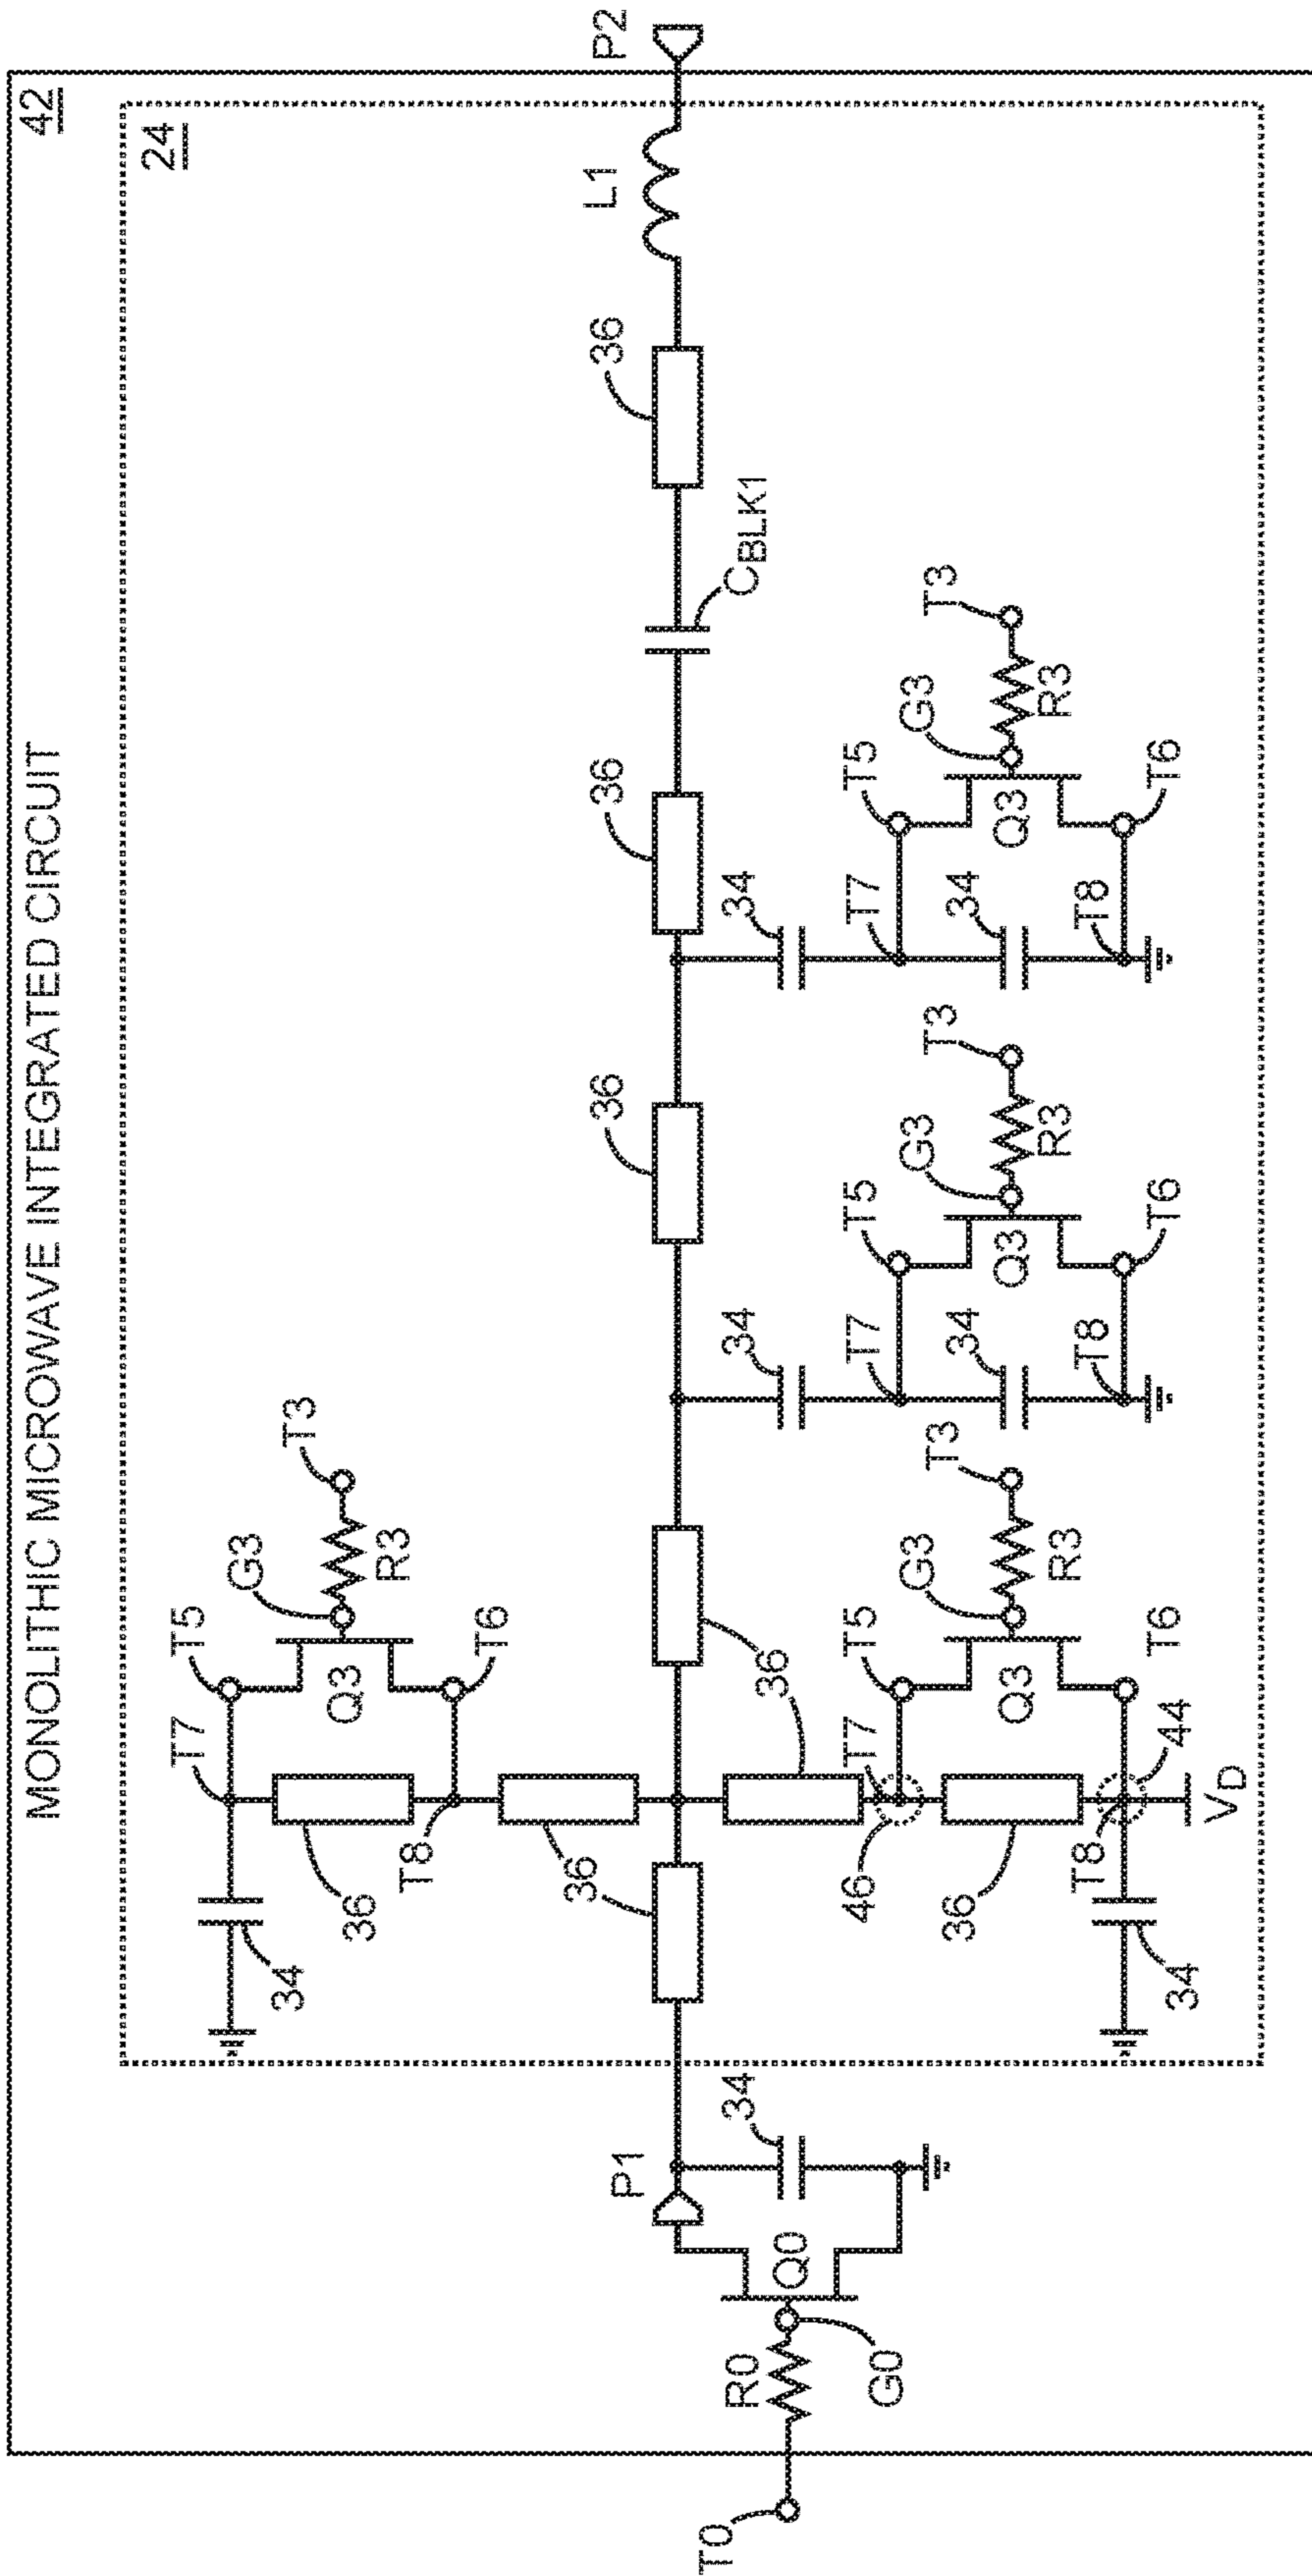 MONOLITHIC MICROWAVE INTEGRATED CIRCUIT
42
24
T7
T5
G3
T3
34
36
Q3
R3
T8
T6
36
T0
R0
G0
Q0
P1
34
36
36
36
36
CBLK1
36
L1
P2
46
T7
T5
G3
T3
36
Q3
R3
T8
T6
34
44
VD
34
T7
T5
G3
T3
34
Q3
R3
T8
T6
34
T7
T5
G3
T3
34
Q3
R3
T8
T6